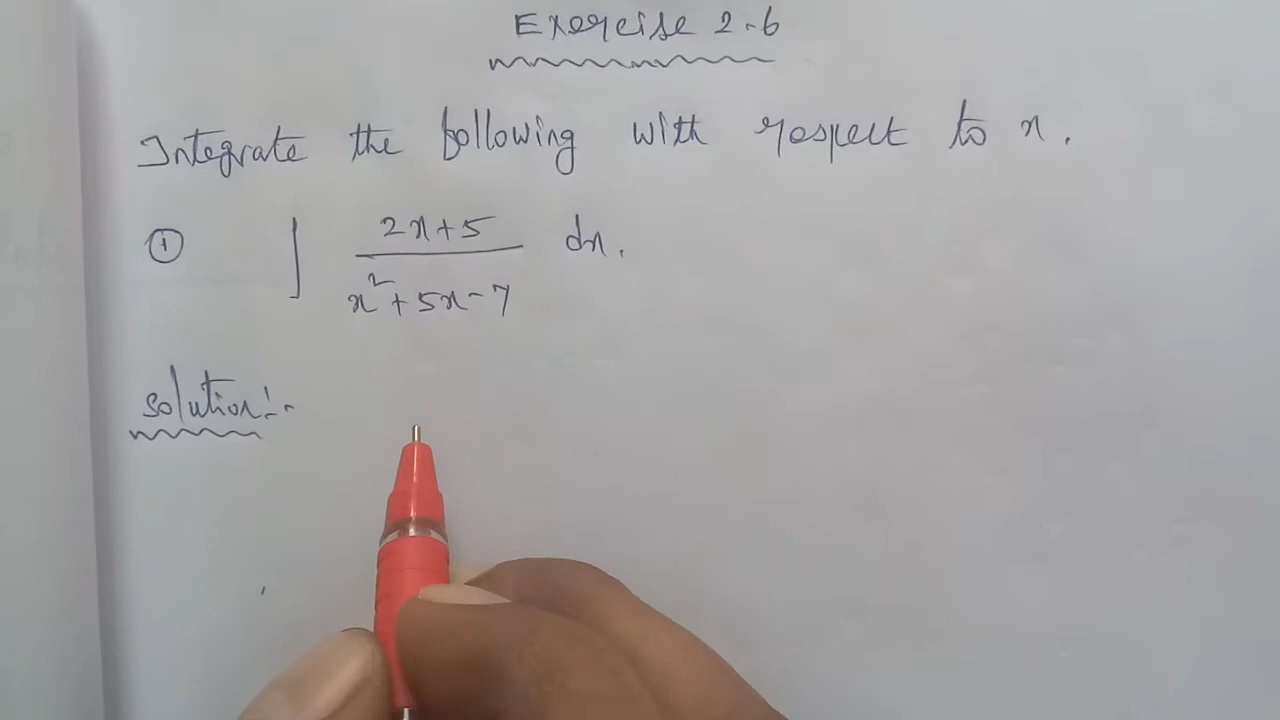 Exercise 2.6
Integrate the following with respect to x.
① ∫ (2x+5)/(x²+5x-7) dx.
Solution:-